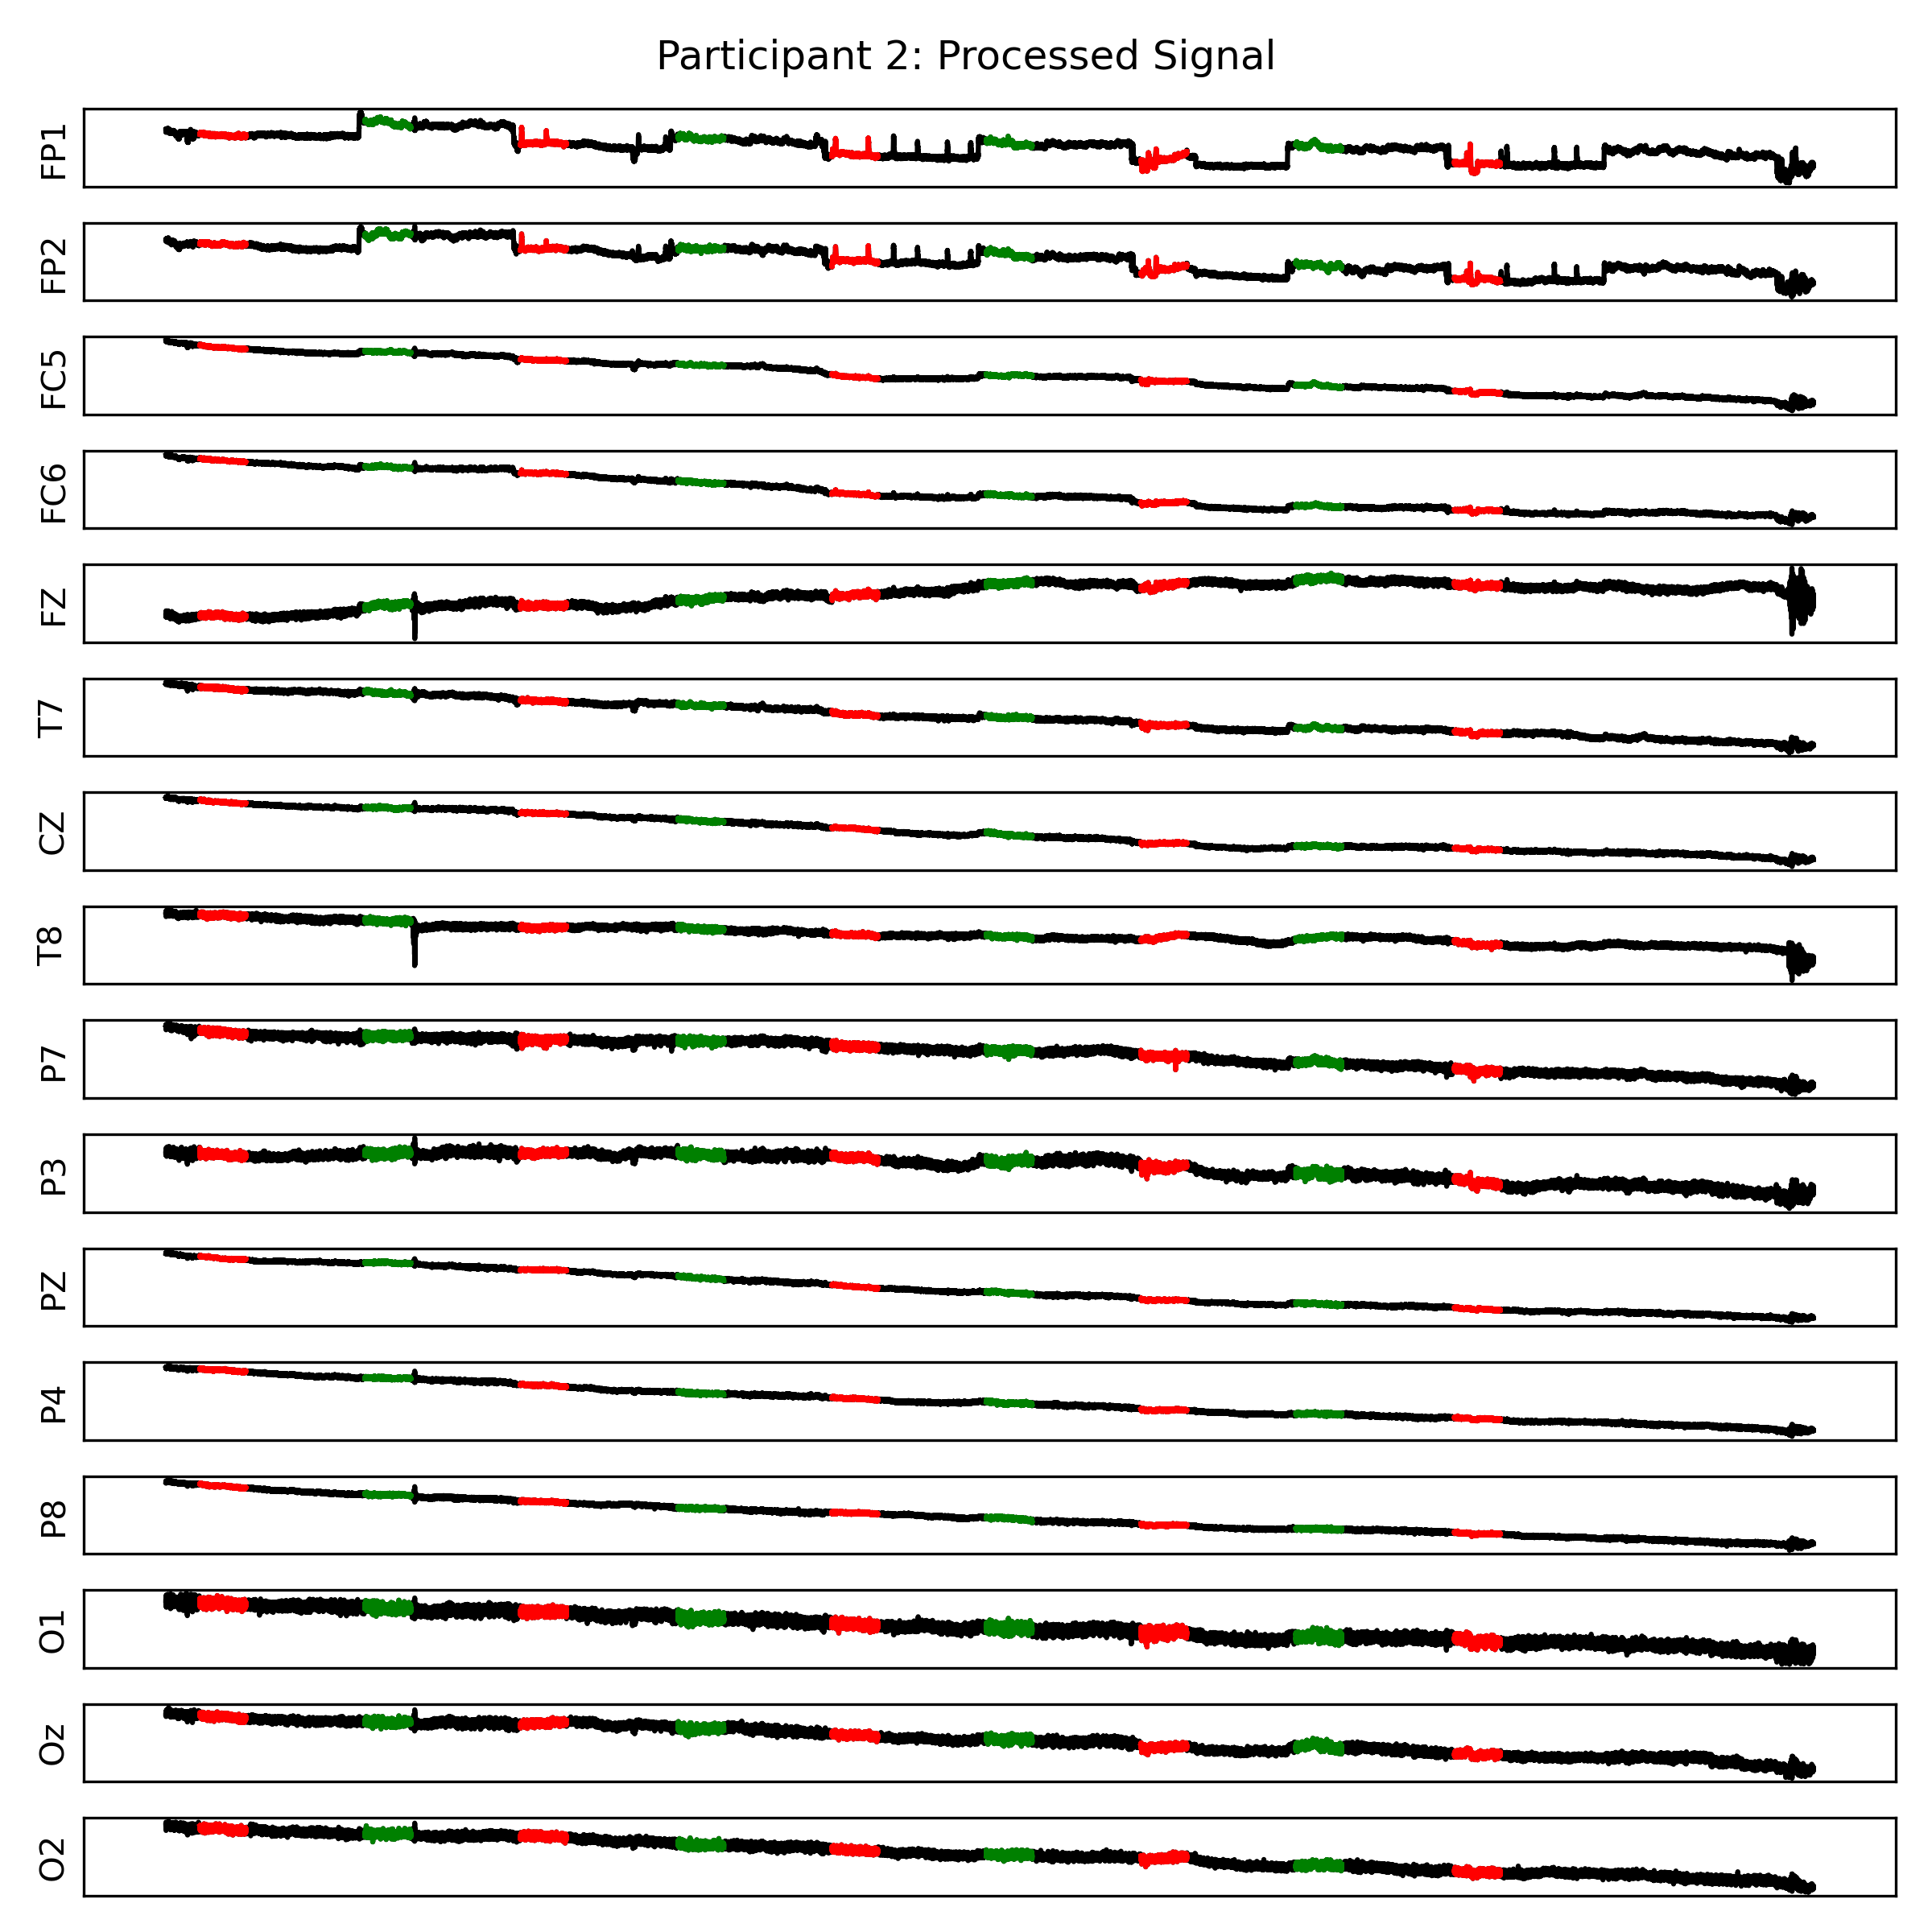 Participant 2: Processed Signal
FP1
FP2
FC5
FC6
FZ
T7
CZ
T8
P7
P3
PZ
P4
P8
O1
Oz
O2